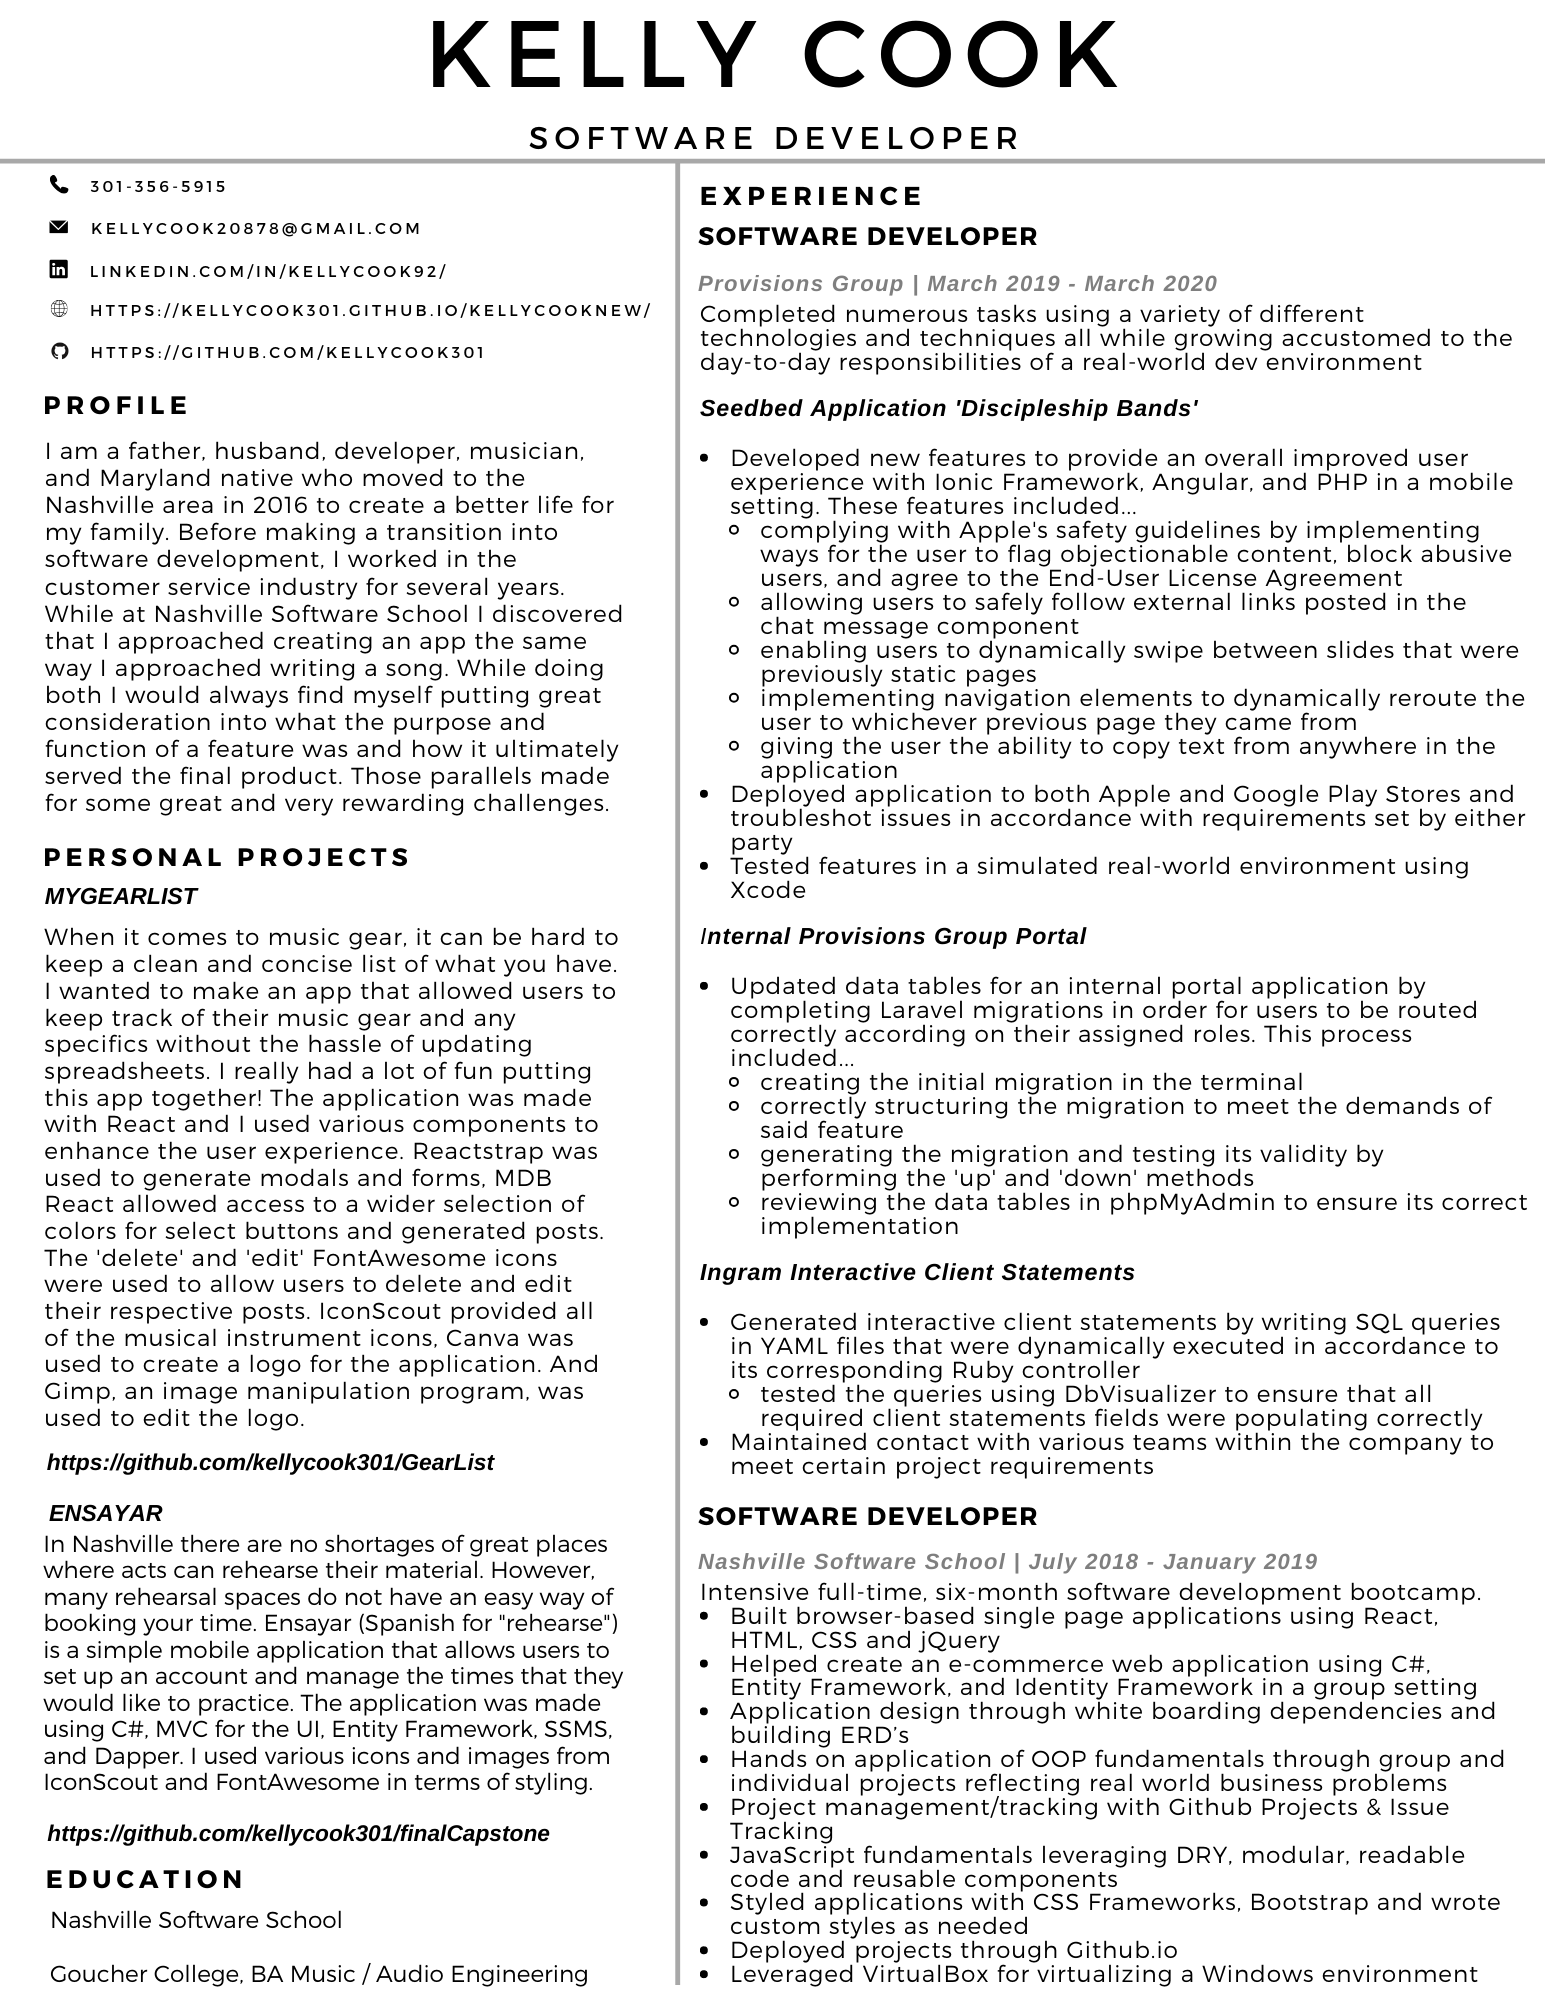 KELLY COOK
SOFTWARE DEVELOPER
301-356-5915
KELLYCOOK20878@GMAIL.COM
LINKEDIN.COM/IN/KELLYCOOK92/
HTTPS://KELLYCOOK301.GITHUB.IO/KELLYCOOKNEW/
HTTPS://GITHUB.COM/KELLYCOOK301
PROFILE
I am a father, husband, developer, musician,
and Maryland native who moved to the
Nashville area in 2016 to create a better life for
my family. Before making a transition into
software development, I worked in the
customer service industry for several years.
While at Nashville Software School I discovered
that I approached creating an app the same
way I approached writing a song. While doing
both I would always find myself putting great
consideration into what the purpose and
function of a feature was and how it ultimately
served the final product. Those parallels made
for some great and very rewarding challenges.
PERSONAL PROJECTS
MYGEARLIST
When it comes to music gear, it can be hard to
keep a clean and concise list of what you have.
I wanted to make an app that allowed users to
keep track of their music gear and any
specifics without the hassle of updating
spreadsheets. I really had a lot of fun putting
this app together! The application was made
with React and I used various components to
enhance the user experience. Reactstrap was
used to generate modals and forms, MDB
React allowed access to a wider selection of
colors for select buttons and generated posts.
The 'delete' and 'edit' FontAwesome icons
were used to allow users to delete and edit
their respective posts. IconScout provided all
of the musical instrument icons, Canva was
used to create a logo for the application. And
Gimp, an image manipulation program, was
used to edit the logo.
https://github.com/kellycook301/GearList
ENSAYAR
In Nashville there are no shortages of great places
where acts can rehearse their material. However,
many rehearsal spaces do not have an easy way of
booking your time. Ensayar (Spanish for "rehearse")
is a simple mobile application that allows users to
set up an account and manage the times that they
would like to practice. The application was made
using C#, MVC for the UI, Entity Framework, SSMS,
and Dapper. I used various icons and images from
IconScout and FontAwesome in terms of styling.
https://github.com/kellycook301/finalCapstone
EDUCATION
Nashville Software School
Goucher College, BA Music / Audio Engineering
EXPERIENCE
SOFTWARE DEVELOPER
Provisions Group | March 2019 - March 2020
Completed numerous tasks using a variety of different
technologies and techniques all while growing accustomed to the
day-to-day responsibilities of a real-world dev environment
Seedbed Application 'Discipleship Bands'
• Developed new features to provide an overall improved user
experience with Ionic Framework, Angular, and PHP in a mobile
setting. These features included...
◦ complying with Apple's safety guidelines by implementing
ways for the user to flag objectionable content, block abusive
users, and agree to the End-User License Agreement
◦ allowing users to safely follow external links posted in the
chat message component
◦ enabling users to dynamically swipe between slides that were
previously static pages
◦ implementing navigation elements to dynamically reroute the
user to whichever previous page they came from
◦ giving the user the ability to copy text from anywhere in the
application
• Deployed application to both Apple and Google Play Stores and
troubleshot issues in accordance with requirements set by either
party
• Tested features in a simulated real-world environment using
Xcode
Internal Provisions Group Portal
• Updated data tables for an internal portal application by
completing Laravel migrations in order for users to be routed
correctly according on their assigned roles. This process
included...
◦ creating the initial migration in the terminal
◦ correctly structuring the migration to meet the demands of
said feature
◦ generating the migration and testing its validity by
performing the 'up' and 'down' methods
◦ reviewing the data tables in phpMyAdmin to ensure its correct
implementation
Ingram Interactive Client Statements
• Generated interactive client statements by writing SQL queries
in YAML files that were dynamically executed in accordance to
its corresponding Ruby controller
◦ tested the queries using DbVisualizer to ensure that all
required client statements fields were populating correctly
• Maintained contact with various teams within the company to
meet certain project requirements
SOFTWARE DEVELOPER
Nashville Software School | July 2018 - January 2019
Intensive full-time, six-month software development bootcamp.
• Built browser-based single page applications using React,
HTML, CSS and jQuery
• Helped create an e-commerce web application using C#,
Entity Framework, and Identity Framework in a group setting
• Application design through white boarding dependencies and
building ERD’s
• Hands on application of OOP fundamentals through group and
individual projects reflecting real world business problems
• Project management/tracking with Github Projects & Issue
Tracking
• JavaScript fundamentals leveraging DRY, modular, readable
code and reusable components
• Styled applications with CSS Frameworks, Bootstrap and wrote
custom styles as needed
• Deployed projects through Github.io
• Leveraged VirtualBox for virtualizing a Windows environment